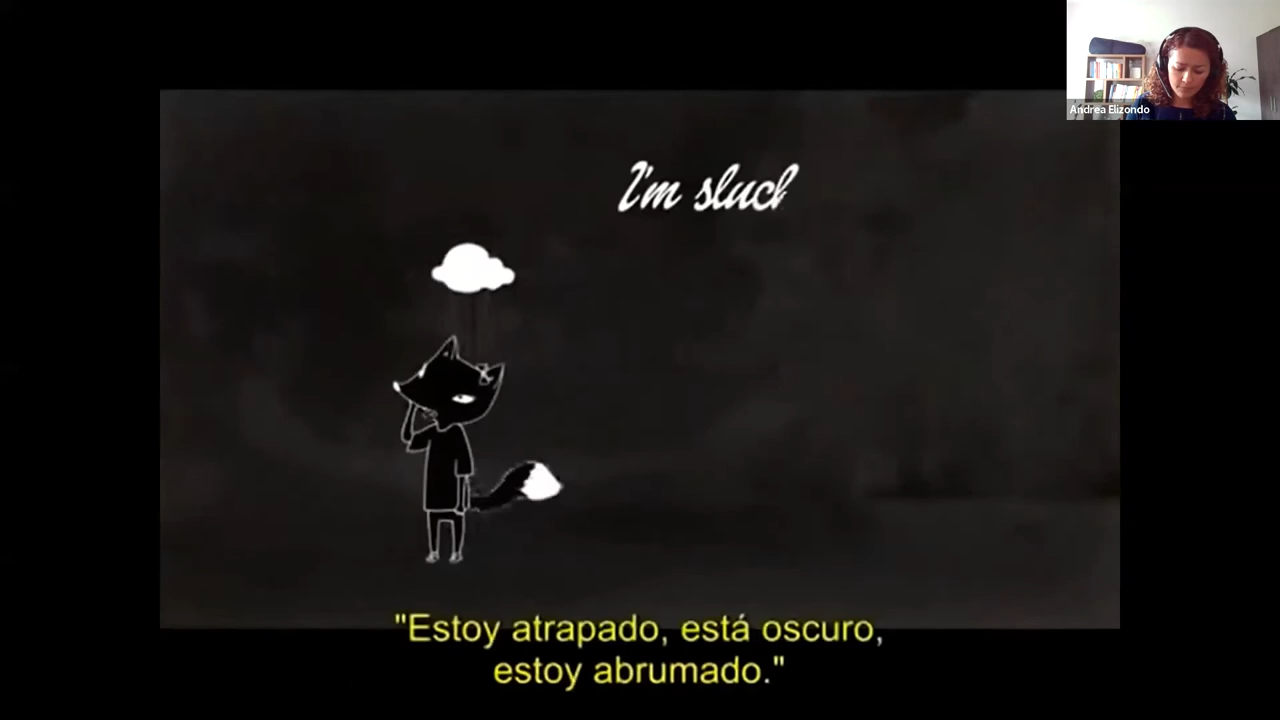 Andrea Elizondo
I'm stuck
"Estoy atrapado, está oscuro,
estoy abrumado."